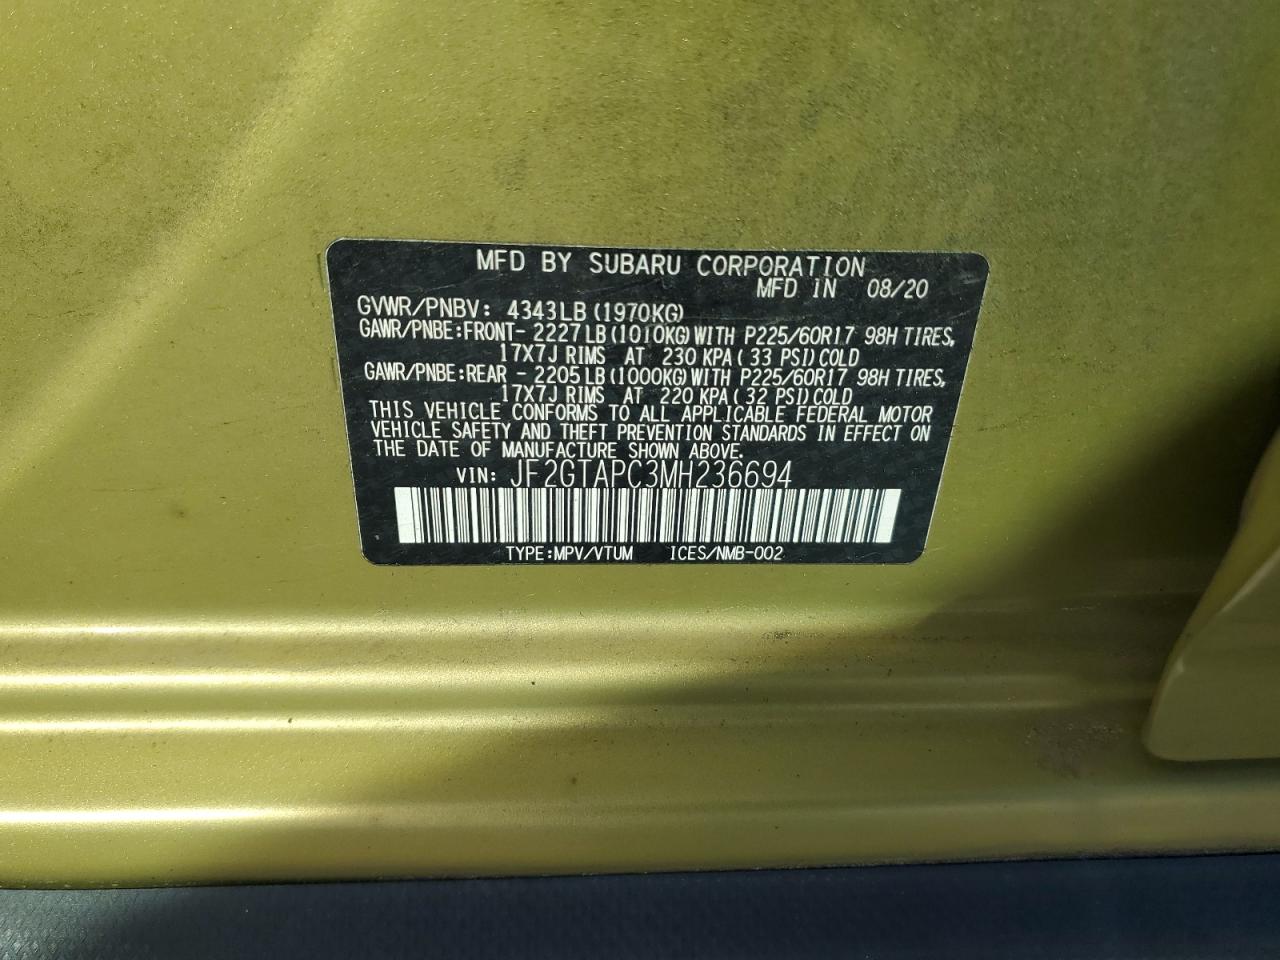 MFD BY SUBARU CORPORATION
MFD IN 08/20
GVWR/PNBV: 4343LB (1970KG)
GAWR/PNBE:FRONT- 2227LB (1010KG) WITH P225/60R17 98H TIRES,
17X7J RIMS AT 230 KPA ( 33 PSI) COLD
GAWR/PNBE:REAR - 2205LB (1000KG) WITH P225/60R17 98H TIRES,
17X7J RIMS AT 220 KPA ( 32 PSI) COLD
THIS VEHICLE CONFORMS TO ALL APPLICABLE FEDERAL MOTOR
VEHICLE SAFETY AND THEFT PREVENTION STANDARDS IN EFFECT ON
THE DATE OF MANUFACTURE SHOWN ABOVE.
VIN: JF2GTAPC3MH236694
TYPE:MPV/VTUM ICES/NMB-002